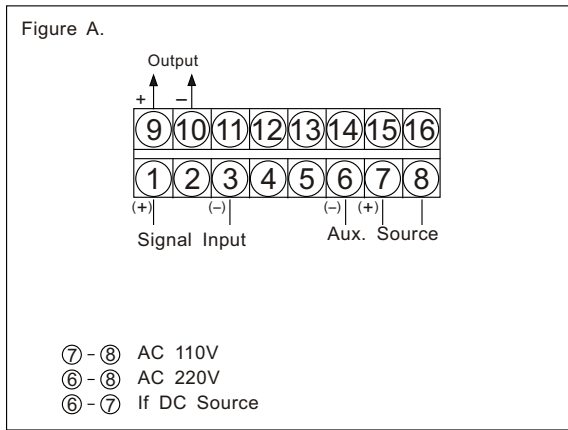 Figure A.
Output
+ −
9 10 11 12 13 14 15 16
1 2 3 4 5 6 7 8
(+) (−) (−) (+)
Signal Input Aux. Source
⑦-⑧ AC 110V
⑥-⑧ AC 220V
⑥-⑦ If DC Source